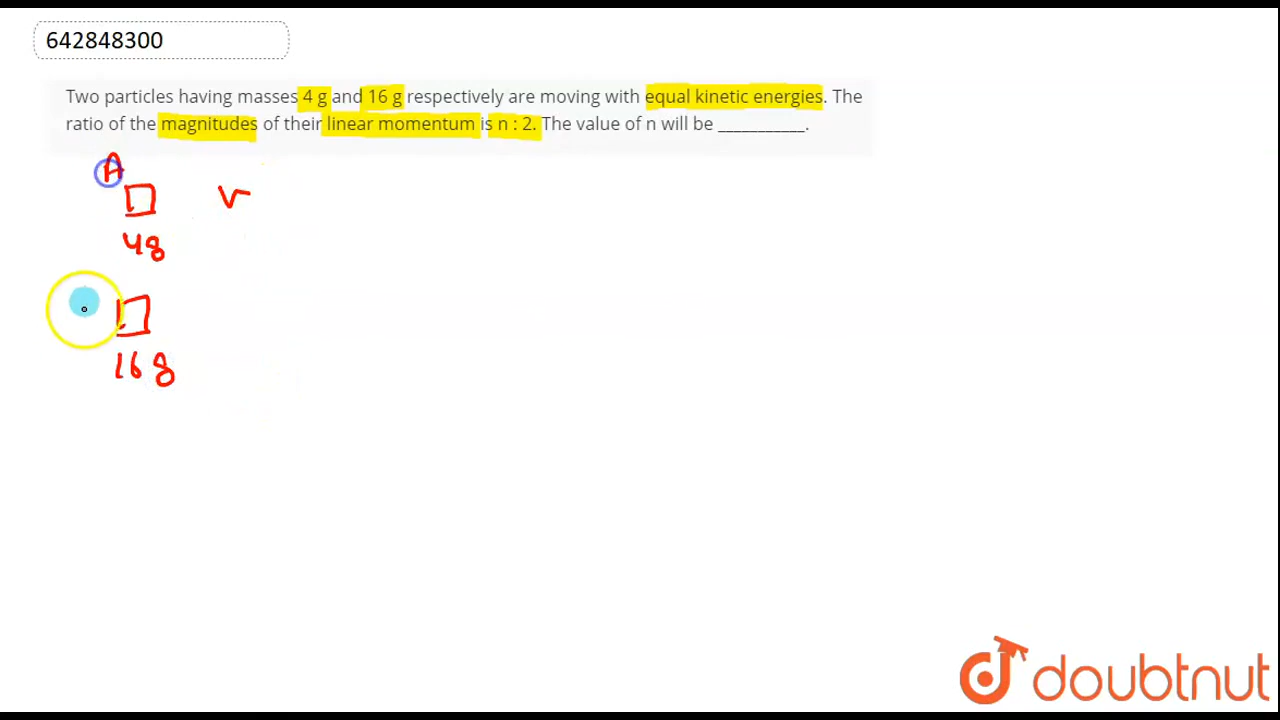 642848300
Two particles having masses 4 g and 16 g respectively are moving with equal kinetic energies. The
ratio of the magnitudes of their linear momentum is n : 2. The value of n will be ___________.
A
V
4g
16 g
doubtnut